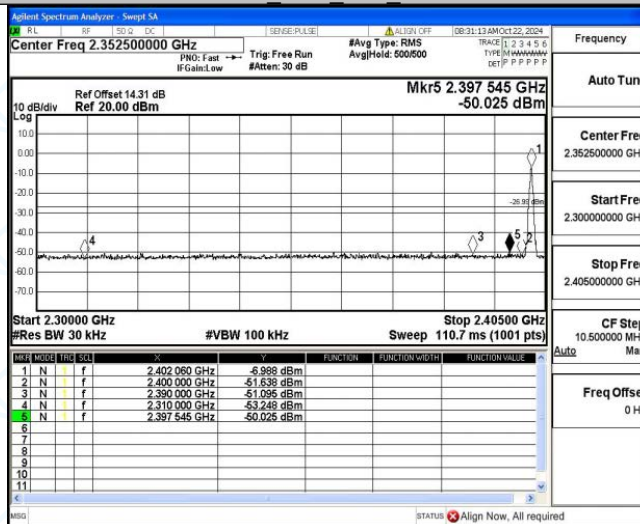 Agilent Spectrum Analyzer - Swept SA
RL RF 50 Ω DC SENSE:PULSE ALIGN OFF 08:31:13 AM Oct 22, 2024
Center Freq 2.352500000 GHz
PNO: Fast
IFGain:Low
Trig: Free Run
#Atten: 30 dB
#Avg Type: RMS
Avg|Hold: 500/500
TRACE 1 2 3 4 5 6
TYPE M
DET P P P P P P
Ref Offset 14.31 dB
Ref 20.00 dBm
10 dB/div
Log
Mkr5 2.397 545 GHz
-50.025 dBm
10.0
0.00
-10.0
-20.0
-30.0
-40.0
-50.0
-60.0
-70.0
1
4
3
5
2
Start 2.30000 GHz
#Res BW 30 kHz
#VBW 100 kHz
Stop 2.40500 GHz
Sweep 110.7 ms (1001 pts)
MKR MODE TRC SCL X Y FUNCTION FUNCTION WIDTH FUNCTION VALUE
1 N 1 f 2.402 060 GHz -6.988 dBm
2 N 1 f 2.400 000 GHz -51.638 dBm
3 N 1 f 2.390 000 GHz -51.095 dBm
4 N 1 f 2.310 000 GHz -53.248 dBm
5 N 1 f 2.397 545 GHz -50.025 dBm
6
7
8
9
10
11
MSG
STATUS Align Now, All required
Frequency
Auto Tun
Center Fre
2.352500000 GH
Start Fre
2.300000000 GH
Stop Fre
2.405000000 GH
CF Ste
10.500000 MH
Auto Ma
Freq Offse
0 H